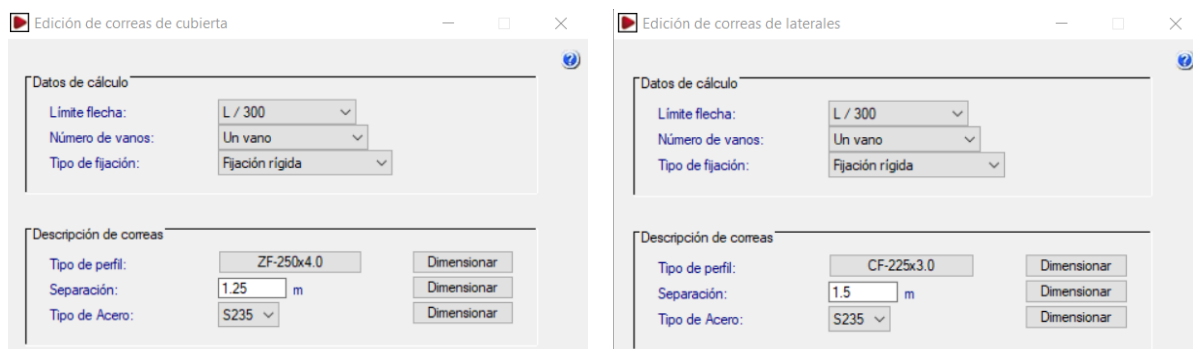 Edición de correas de cubierta
Datos de cálculo
Límite flecha: L / 300
Número de vanos: Un vano
Tipo de fijación: Fijación rígida
Descripción de correas
Tipo de perfil: ZF-250x4.0 Dimensionar
Separación: 1.25 m Dimensionar
Tipo de Acero: S235 Dimensionar
Edición de correas de laterales
Datos de cálculo
Límite flecha: L / 300
Número de vanos: Un vano
Tipo de fijación: Fijación rígida
Descripción de correas
Tipo de perfil: CF-225x3.0 Dimensionar
Separación: 1.5 m Dimensionar
Tipo de Acero: S235 Dimensionar